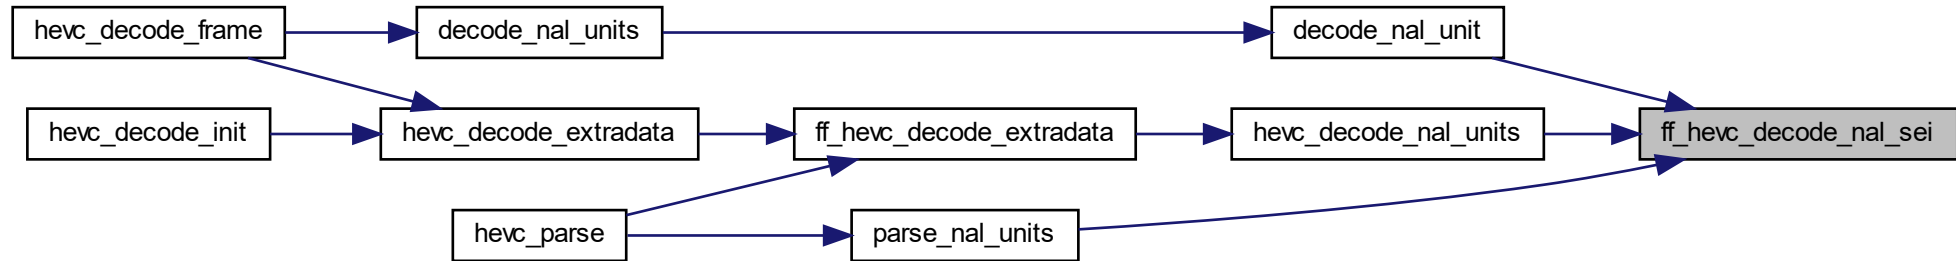 hevc_decode_frame
decode_nal_units
decode_nal_unit
hevc_decode_init
hevc_decode_extradata
ff_hevc_decode_extradata
hevc_decode_nal_units
ff_hevc_decode_nal_sei
hevc_parse
parse_nal_units